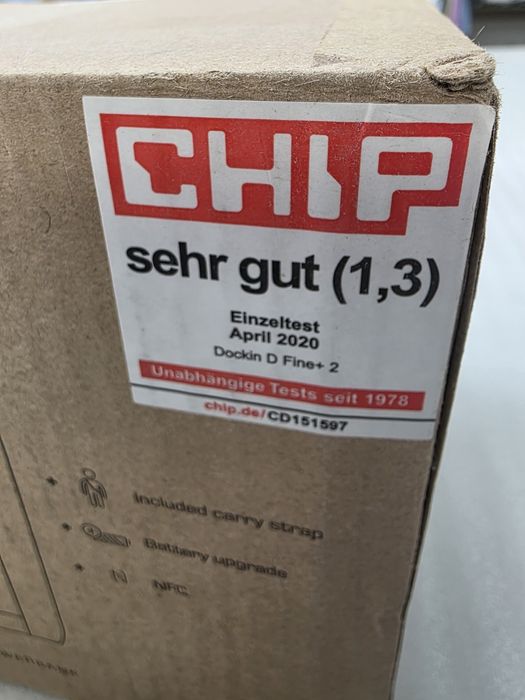 CHIP
sehr gut (1,3)
Einzeltest
April 2020
Dockin D Fine+ 2
Unabhängige Tests seit 1978
chip.de/CD151597
Included carry strap
Battery upgrade
NFC